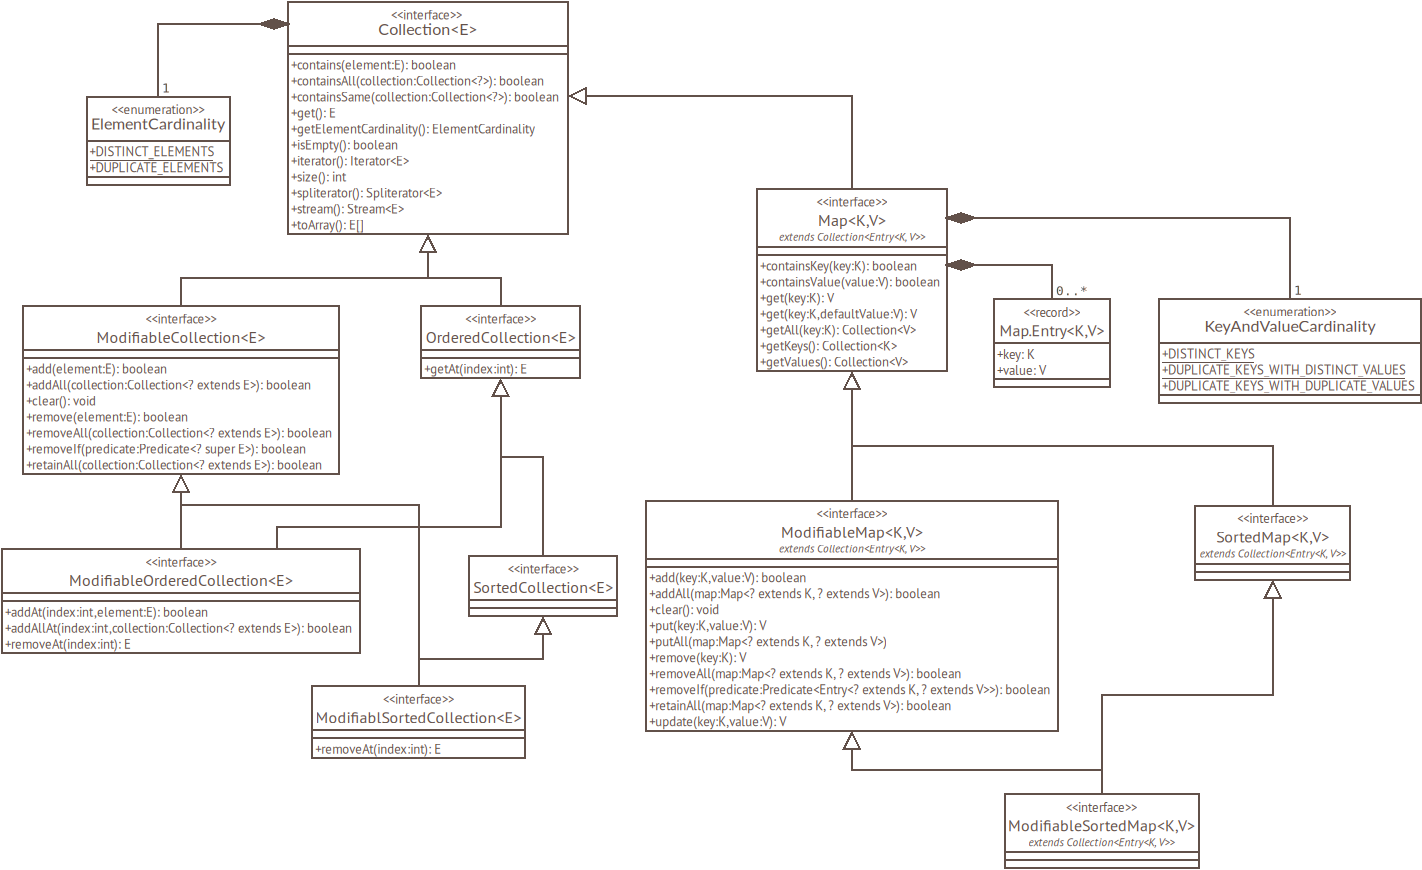 <<interface>>
Collection<E>
+contains(element:E): boolean
+containsAll(collection:Collection<?>): boolean
+containsSame(collection:Collection<?>): boolean
+get(): E
+getElementCardinality(): ElementCardinality
+isEmpty(): boolean
+iterator(): Iterator<E>
+size(): int
+spliterator(): Spliterator<E>
+stream(): Stream<E>
+toArray(): E[]
1
<<enumeration>>
ElementCardinality
+DISTINCT_ELEMENTS
+DUPLICATE_ELEMENTS
<<interface>>
Map<K,V>
extends Collection<Entry<K, V>>
+containsKey(key:K): boolean
+containsValue(value:V): boolean
+get(key:K): V
+get(key:K,defaultValue:V): V
+getAll(key:K): Collection<V>
+getKeys(): Collection<K>
+getValues(): Collection<V>
0..*
<<record>>
Map.Entry<K,V>
+key: K
+value: V
1
<<enumeration>>
KeyAndValueCardinality
+DISTINCT_KEYS
+DUPLICATE_KEYS_WITH_DISTINCT_VALUES
+DUPLICATE_KEYS_WITH_DUPLICATE_VALUES
<<interface>>
ModifiableCollection<E>
+add(element:E): boolean
+addAll(collection:Collection<? extends E>): boolean
+clear(): void
+remove(element:E): boolean
+removeAll(collection:Collection<? extends E>): boolean
+removeIf(predicate:Predicate<? super E>): boolean
+retainAll(collection:Collection<? extends E>): boolean
<<interface>>
OrderedCollection<E>
+getAt(index:int): E
<<interface>>
ModifiableOrderedCollection<E>
+addAt(index:int,element:E): boolean
+addAllAt(index:int,collection:Collection<? extends E>): boolean
+removeAt(index:int): E
<<interface>>
SortedCollection<E>
<<interface>>
ModifiablSortedCollection<E>
+removeAt(index:int): E
<<interface>>
ModifiableMap<K,V>
extends Collection<Entry<K, V>>
+add(key:K,value:V): boolean
+addAll(map:Map<? extends K, ? extends V>): boolean
+clear(): void
+put(key:K,value:V): V
+putAll(map:Map<? extends K, ? extends V>)
+remove(key:K): V
+removeAll(map:Map<? extends K, ? extends V>): boolean
+removeIf(predicate:Predicate<Entry<? extends K, ? extends V>>): boolean
+retainAll(map:Map<? extends K, ? extends V>): boolean
+update(key:K,value:V): V
<<interface>>
SortedMap<K,V>
extends Collection<Entry<K, V>>
<<interface>>
ModifiableSortedMap<K,V>
extends Collection<Entry<K, V>>